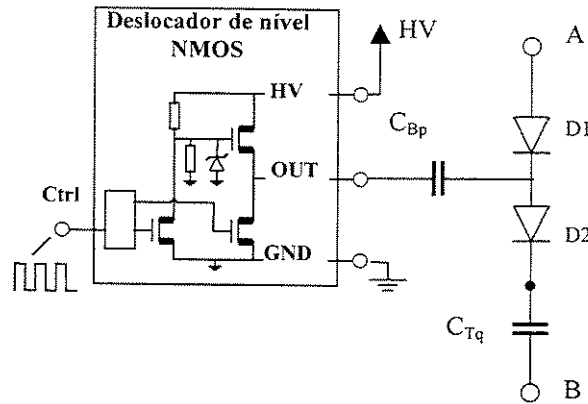 Deslocador de nível
NMOS
HV
HV
A
C_Bp
D1
OUT
Ctrl
D2
GND
C_Tq
B